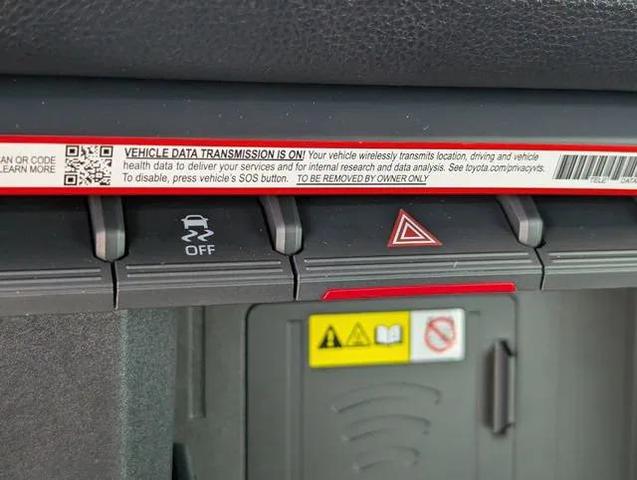 AN QR CODE
LEARN MORE
VEHICLE DATA TRANSMISSION IS ON! Your vehicle wirelessly transmits location, driving and vehicle
health data to deliver your services and for internal research and data analysis. See toyota.com/privacyvts.
To disable, press vehicle's SOS button. TO BE REMOVED BY OWNER ONLY
OFF